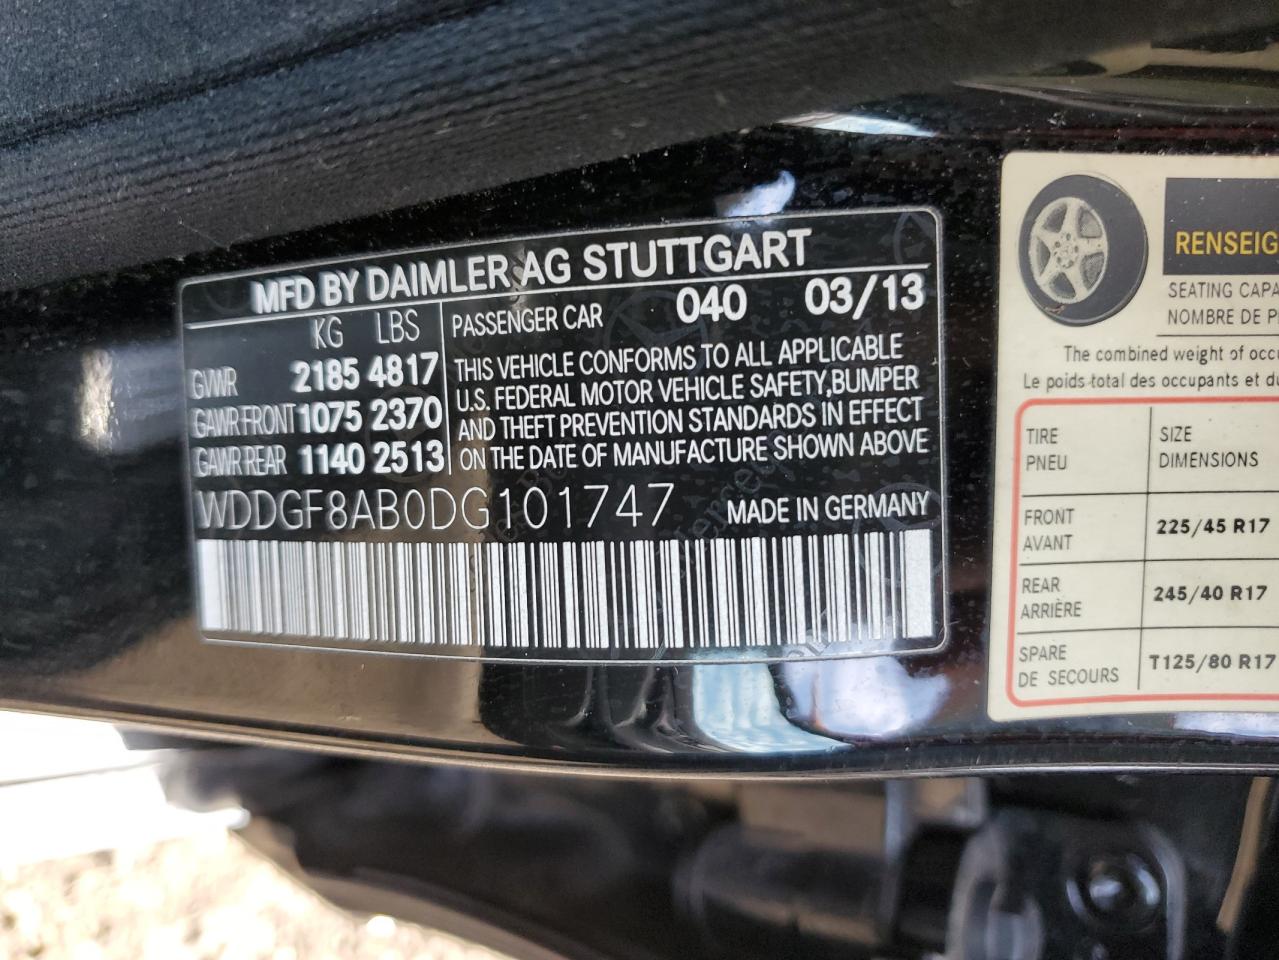 MFD BY DAIMLER AG STUTTGART
KG LBS
GVWR 2185 4817
GAWR FRONT 1075 2370
GAWR REAR 1140 2513
PASSENGER CAR 040 03/13
THIS VEHICLE CONFORMS TO ALL APPLICABLE
U.S. FEDERAL MOTOR VEHICLE SAFETY,BUMPER
AND THEFT PREVENTION STANDARDS IN EFFECT
ON THE DATE OF MANUFACTURE SHOWN ABOVE
WDDGF8AB0DG101747 MADE IN GERMANY
RENSEIG
SEATING CAPA
NOMBRE DE P
The combined weight of occu
Le poids total des occupants et du
TIRE SIZE
PNEU DIMENSIONS
FRONT
AVANT 225/45 R17
REAR
ARRIÈRE 245/40 R17
SPARE
DE SECOURS T125/80 R17